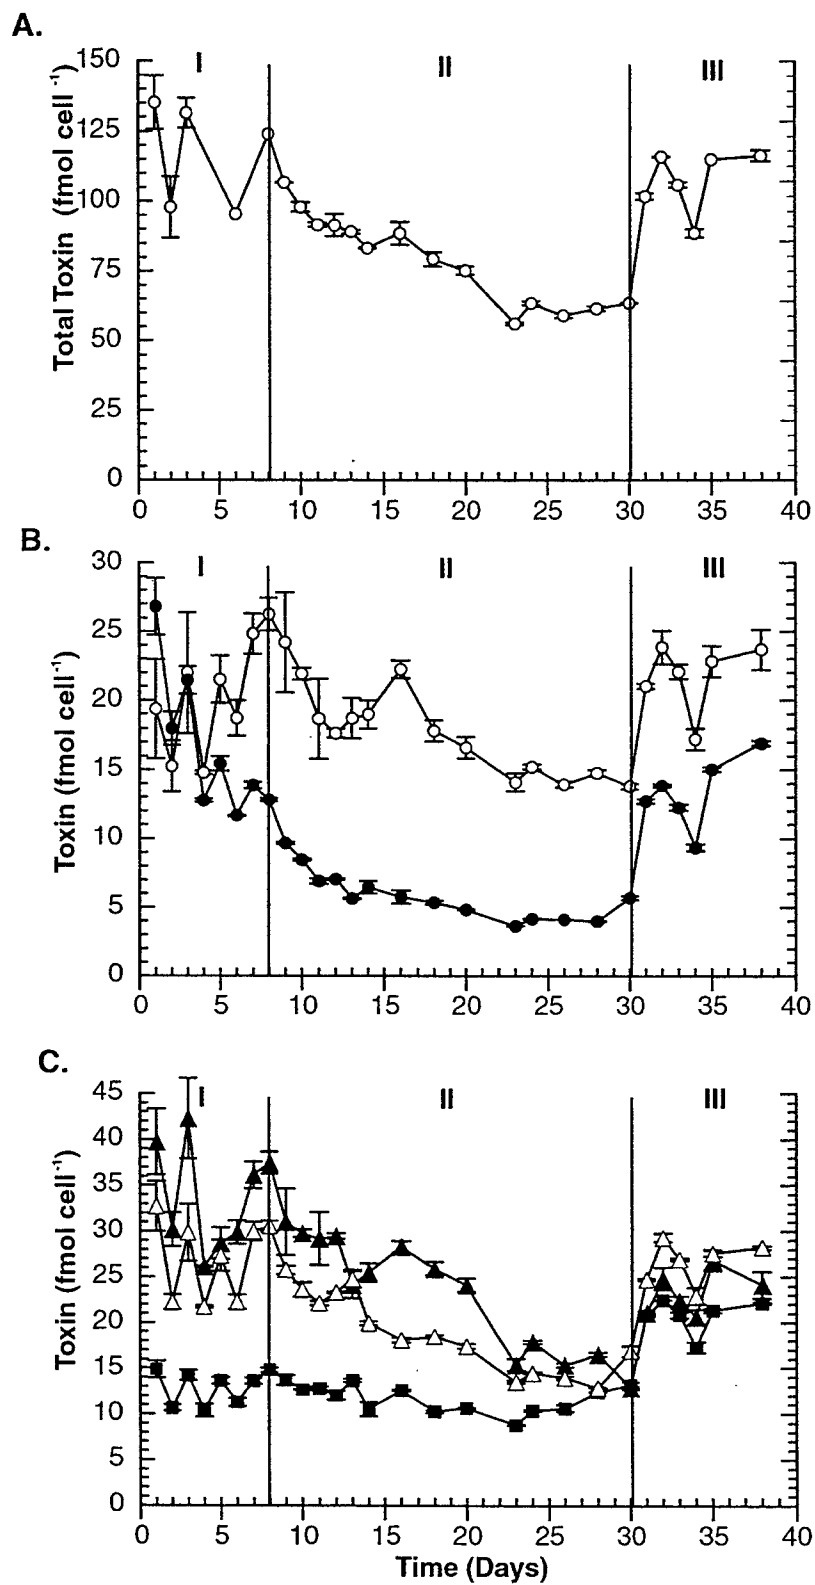 A.
I II III
150
125
100
75
50
25
0
Total Toxin (fmol cell⁻¹)
0 5 10 15 20 25 30 35 40
B.
I II III
30
25
20
15
10
5
0
Toxin (fmol cell⁻¹)
0 5 10 15 20 25 30 35 40
C.
I II III
45
40
35
30
25
20
15
10
5
0
Toxin (fmol cell⁻¹)
0 5 10 15 20 25 30 35 40
Time (Days)